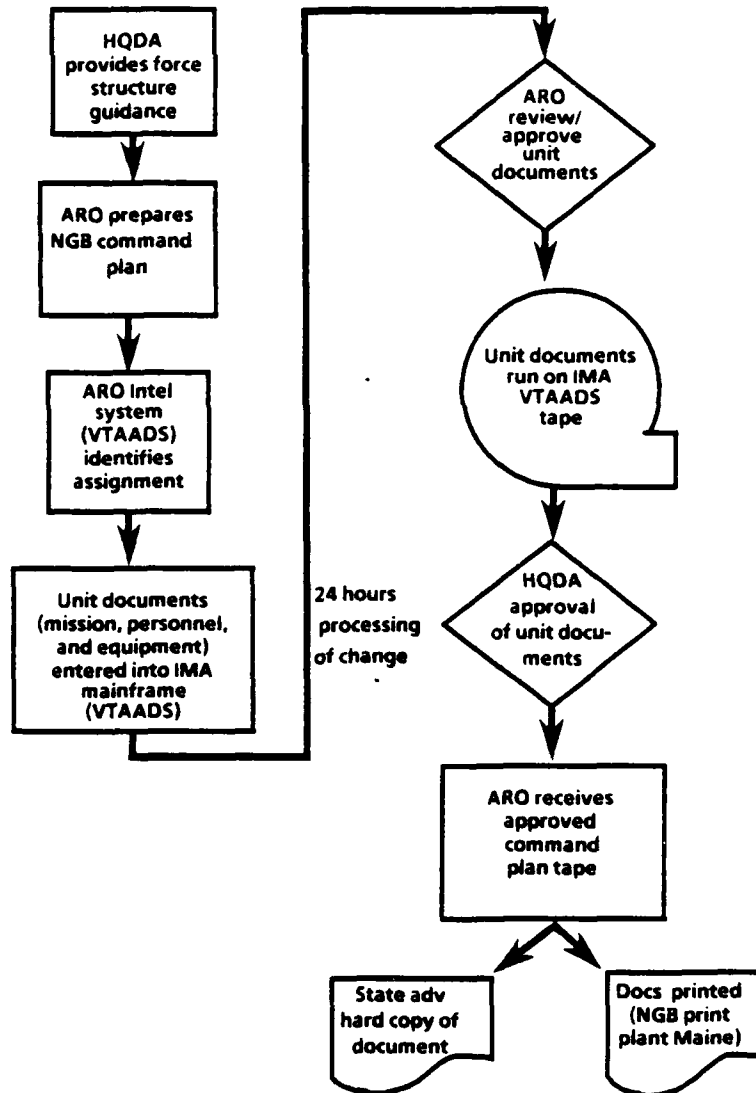 HQDA
provides force
structure
guidance
ARO prepares
NGB command
plan
ARO Intel
system
(VTAADS)
identifies
assignment
Unit documents
(mission, personnel,
and equipment)
entered into IMA
mainframe
(VTAADS)
24 hours
processing
of change
ARO
review/
approve
unit
documents
Unit documents
run on IMA
VTAADS
tape
HQDA
approval
of unit docu-
ments
ARO receives
approved
command
plan tape
State adv
hard copy of
document
Docs printed
(NGB print
plant Maine)